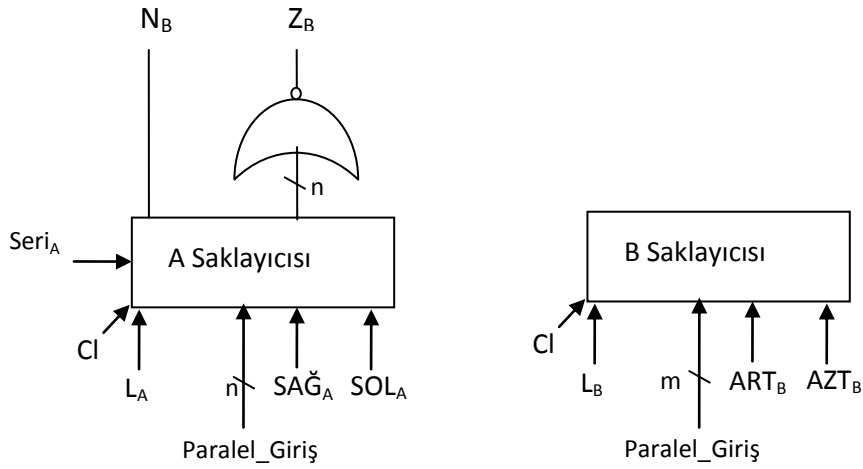 N_B Z_B
n
Seri_A
A Saklayıcısı
B Saklayıcısı
Cl
L_A
n
SAĞ_A
SOL_A
Paralel_Giriş
Cl
L_B
m
ART_B
AZT_B
Paralel_Giriş